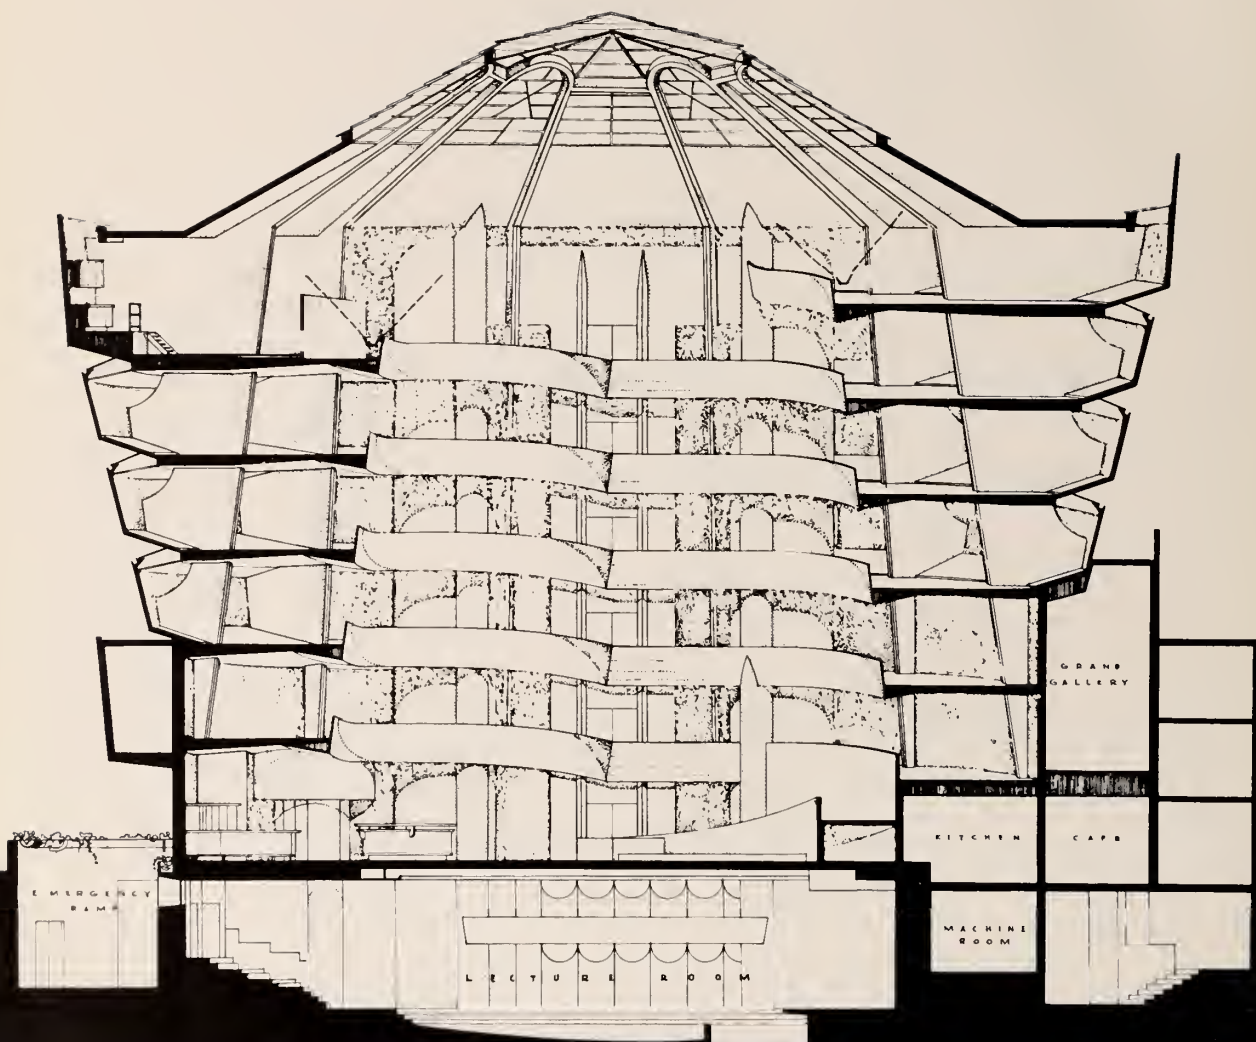 GRAND
GALLERY
KITCHEN
CAFE
EMERGENCY
RAMP
MACHINE
ROOM
LECTURE ROOM